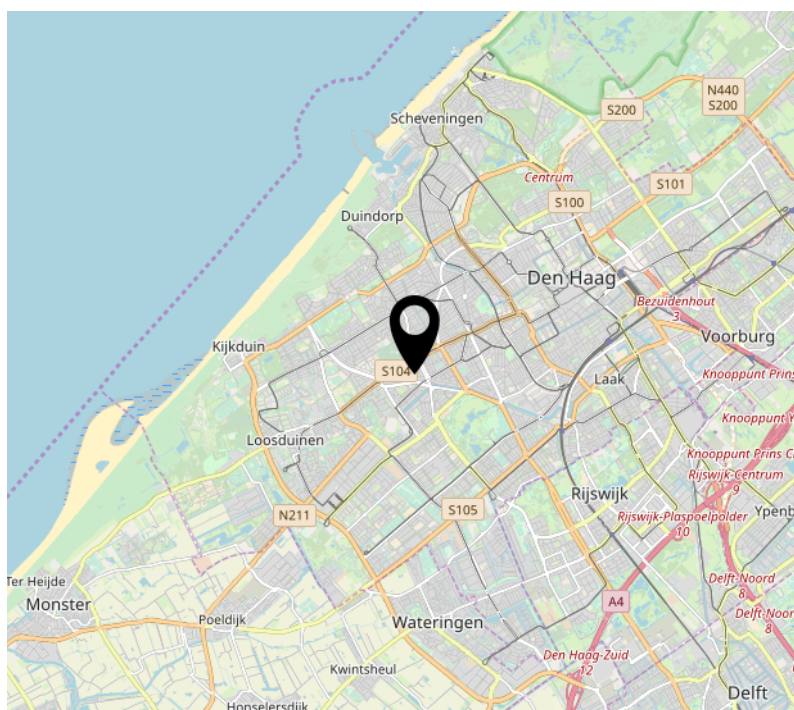 N440
S200
S200
Scheveningen
Centrum
S101
S100
Duindorp
Den Haag
Bezuidenhout
3
Voorburg
Kijkduin
S104
Laak
Knooppunt Prins
Knooppunt
Loosduinen
Knooppunt Prins
Rijswijk-Centrum
9
Rijswijk
S105
N211
Rijswijk-Plaspoelpolder
10
Ypenb
Ter Heijde
Delft-Noord
8
Monster
A4
Delft-Noo
8
Poeldijk
Wateringen
Den Haag-Zuid
12
Kwintsheul
Delft
Honselersdijk